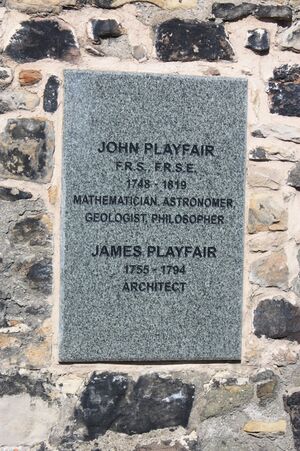 JOHN PLAYFAIR
F.R.S. F.R.S.E.
1748 - 1819
MATHEMATICIAN, ASTRONOMER,
GEOLOGIST, PHILOSOPHER
JAMES PLAYFAIR
1755 - 1794
ARCHITECT